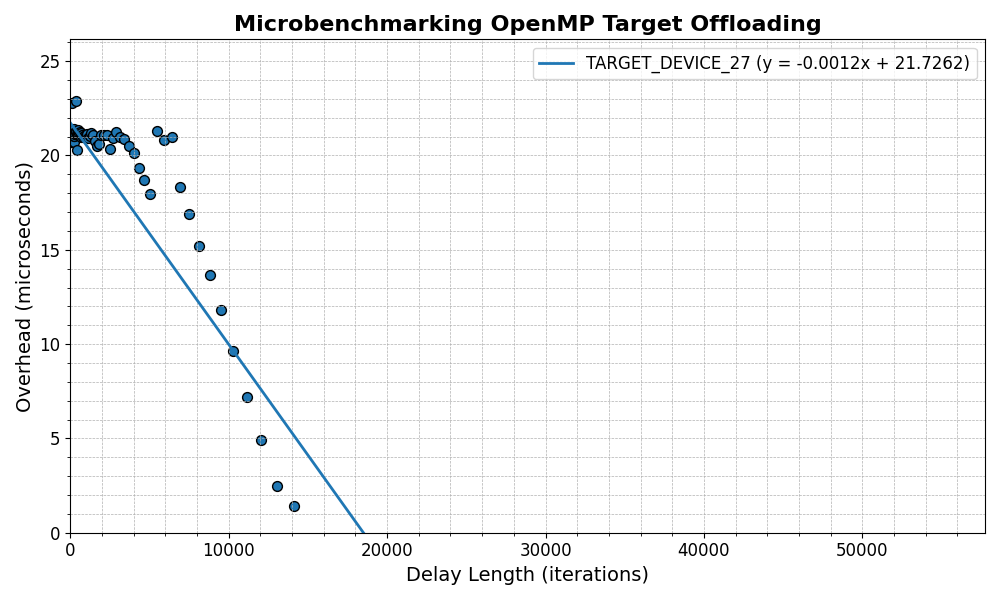 Microbenchmarking OpenMP Target Offloading
TARGET_DEVICE_27 (y = -0.0012x + 21.7262)
Overhead (microseconds)
25
20
15
10
5
0
0 10000 20000 30000 40000 50000
Delay Length (iterations)